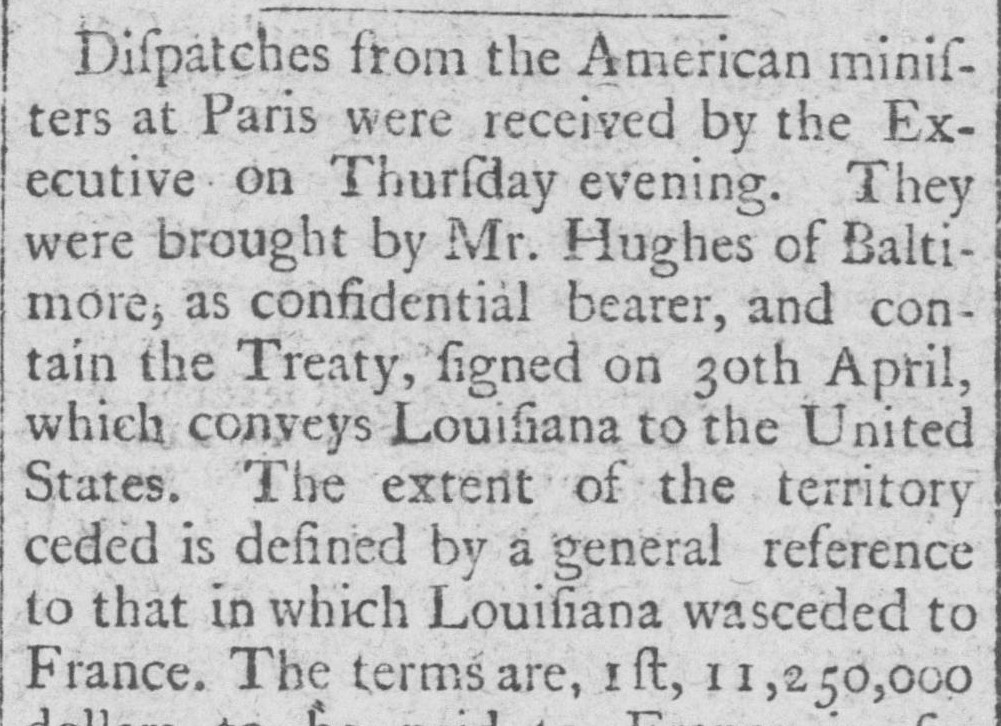 Diſpatches from the American miniſ-
ters at Paris were received by the Ex-
ecutive on Thurſday evening. They
were brought by Mr. Hughes of Balti-
more, as confidential bearer, and con-
tain the Treaty, ſigned on 30th April,
which conveys Louiſiana to the United
States. The extent of the territory
ceded is defined by a general reference
to that in which Louiſiana wasceded to
France. The terms are, 1ſt, 11,250,000